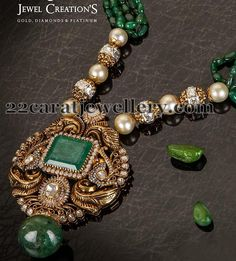 JEWEL CREATION'S
GOLD, DIAMONDS & PLATINUM
22caratjewellery.com